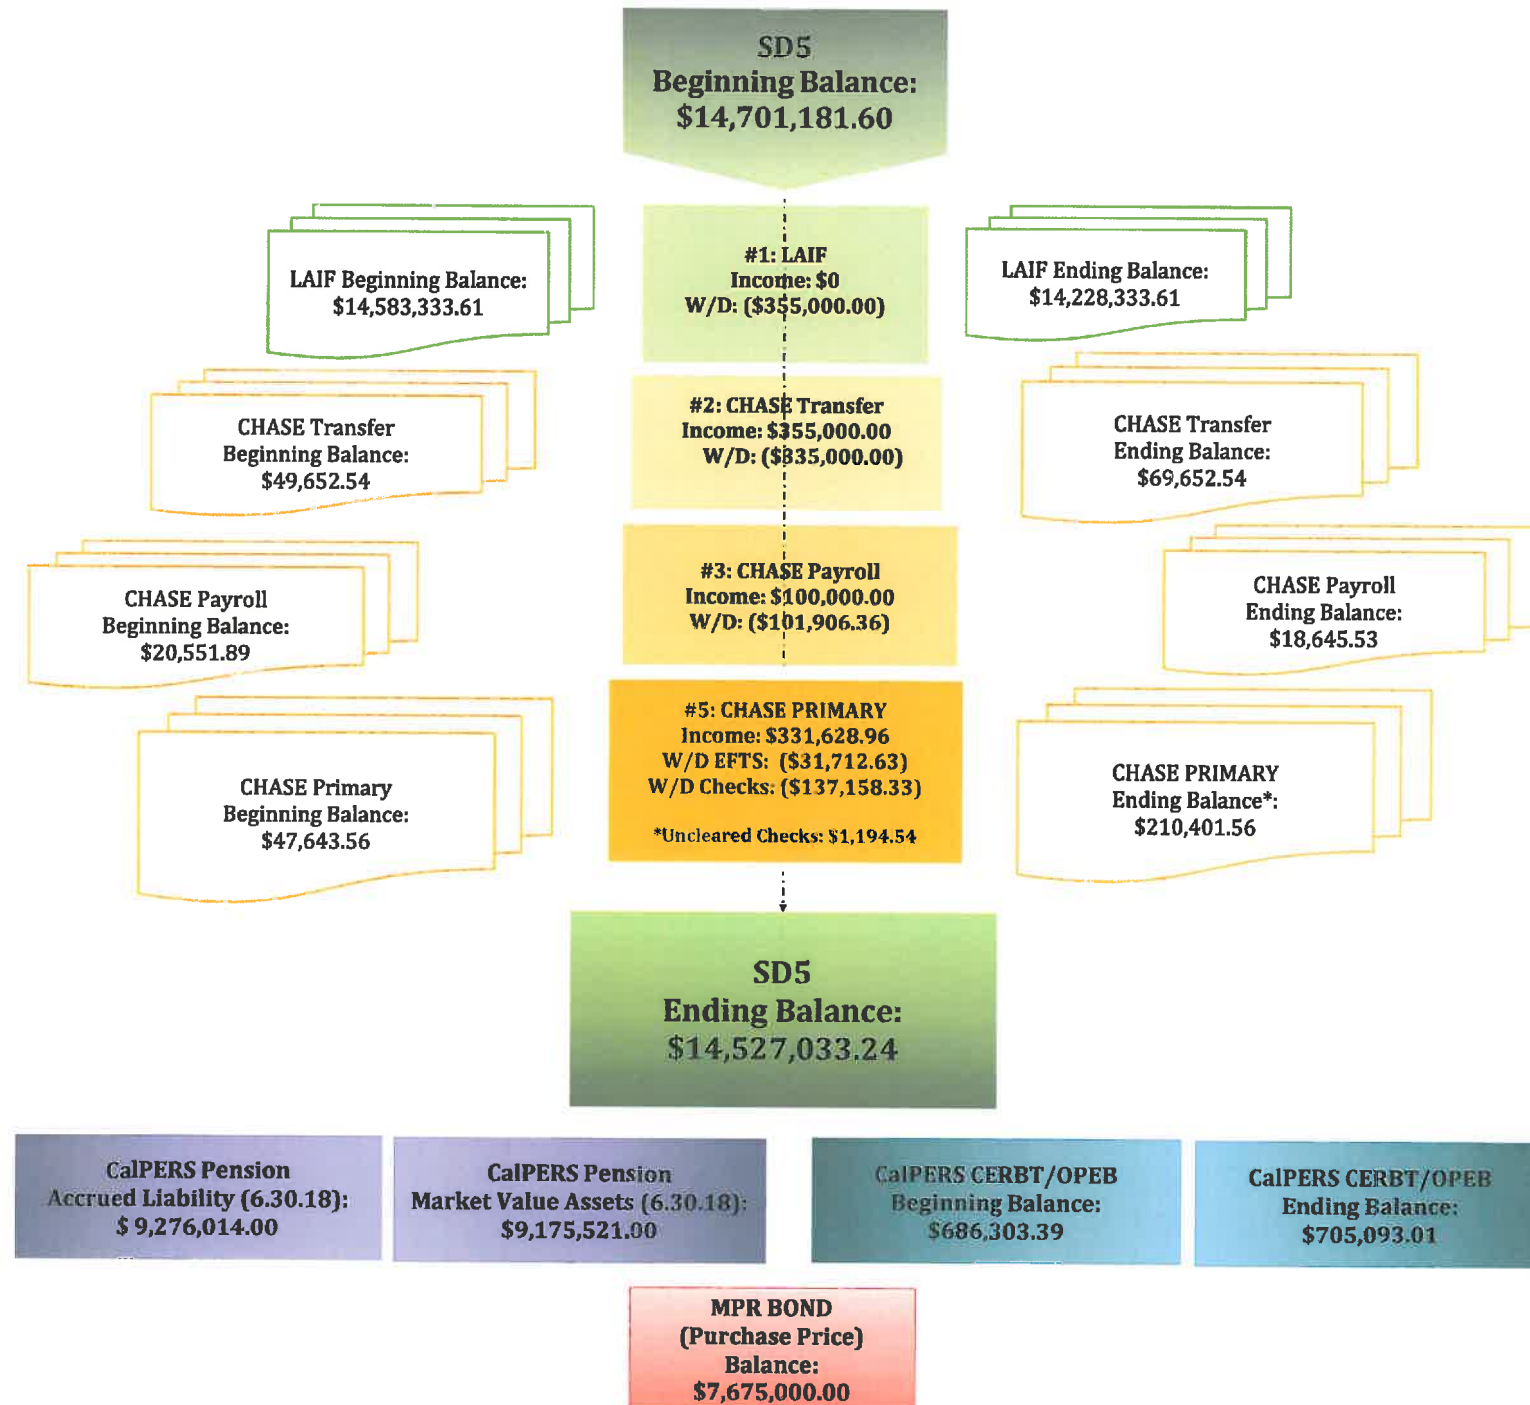 SD5
Beginning Balance:
$14,701,181.60
LAIF Beginning Balance:
$14,583,333.61
#1: LAIF
Income: $0
W/D: ($355,000.00)
LAIF Ending Balance:
$14,228,333.61
CHASE Transfer
Beginning Balance:
$49,652.54
#2: CHASE Transfer
Income: $355,000.00
W/D: ($335,000.00)
CHASE Transfer
Ending Balance:
$69,652.54
CHASE Payroll
Beginning Balance:
$20,551.89
#3: CHASE Payroll
Income: $100,000.00
W/D: ($101,906.36)
CHASE Payroll
Ending Balance:
$18,645.53
CHASE Primary
Beginning Balance:
$47,643.56
#5: CHASE PRIMARY
Income: $331,628.96
W/D EFTS: ($31,712.63)
W/D Checks: ($137,158.33)
*Uncleared Checks: $1,194.54
CHASE PRIMARY
Ending Balance*:
$210,401.56
SD5
Ending Balance:
$14,527,033.24
CalPERS Pension
Accrued Liability (6.30.18):
$ 9,276,014.00
CalPERS Pension
Market Value Assets (6.30.18):
$9,175,521.00
CalPERS CERBT/OPEB
Beginning Balance:
$686,303.39
CalPERS CERBT/OPEB
Ending Balance:
$705,093.01
MPR BOND
(Purchase Price)
Balance:
$7,675,000.00